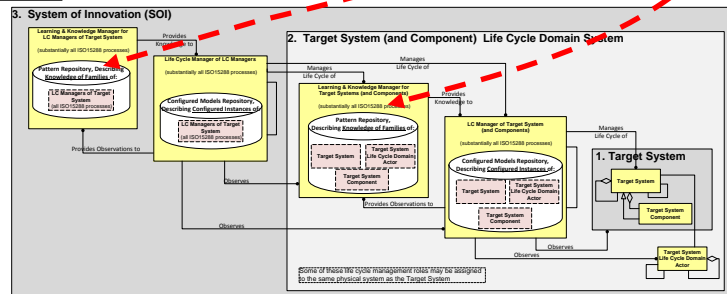 3. System of Innovation (SOI)
Learning & Knowledge Manager for
LC Managers of Target System
(substantially all ISO15288 processes)
Pattern Repository, Describing
Knowledge of Families of:
LC Managers of Target
System
(all ISO15288 processes)
Provides
Knowledge to
Provides Observations to
Life Cycle Manager of LC Managers
(substantially all ISO15288 processes)
Configured Models Repository,
Describing Configured Instances of:
LC Managers of Target
System
(all ISO15288 processes)
Manages
Life Cycle of
Manages
Life Cycle of
Observes
Observes
2. Target System (and Component) Life Cycle Domain System
Learning & Knowledge Manager for
Target Systems (and Components)
(substantially all ISO15288 processes)
Pattern Repository,
Describing Knowledge of Families of:
Target System
Target System
Life Cycle Domain
Actor
Target System
Component
Provides
Knowledge to
Provides Observations to
LC Manager of Target System
(and Components)
(substantially all ISO15288 processes)
Configured Models Repository,
Describing Configured Instances of:
Target System
Target System
Life Cycle Domain
Actor
Target System
Component
Manages
Life Cycle of
Observes
Observes
1. Target System
Target System
Target System
Component
Target System
Life Cycle Domain
Actor
Some of these life cycle management roles may be assigned
to the same physical system as the Target System